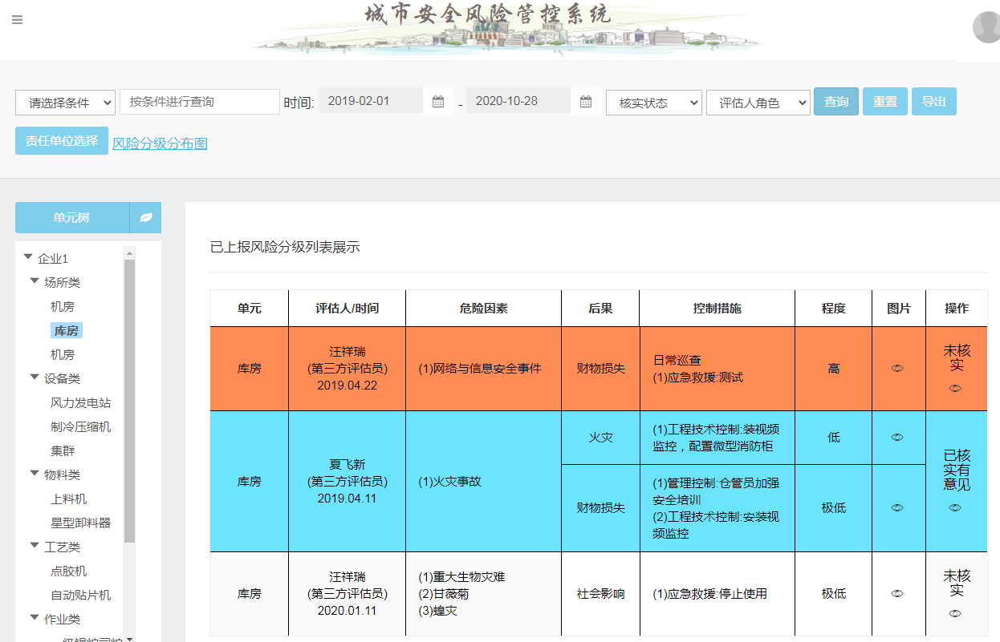 城市安全风险管控系统
请选择条件 按条件进行查询 时间: 2019-02-01 - 2020-10-28 核实状态 评估人角色 查询 重置 导出
责任单位选择 风险分级分布图
单元树
企业1
场所类
机房
库房
机房
设备类
风力发电站
制冷压缩机
集群
物料类
上料机
星型卸料器
工艺类
点胶机
自动贴片机
作业类
已上报风险分级列表展示
单元 评估人/时间 危险因素 后果 控制措施 程度 图片 操作
库房
汪祥瑞
(第三方评估员)
2019.04.22
(1)网络与信息安全事件
财物损失
日常巡查
(1)应急救援:测试
高
未核
实
库房
夏飞新
(第三方评估员)
2019.04.11
(1)火灾事故
火灾
(1)工程技术控制:装视频
监控，配置微型消防柜
低
财物损失
(1)管理控制:仓管员加强
安全培训
(2)工程技术控制:安装视
频监控
极低
已核
实有
意见
库房
汪祥瑞
(第三方评估员)
2020.01.11
(1)重大生物灾难
(2)甘薇菊
(3)蝗灾
社会影响
(1)应急救援:停止使用
极低
未核
实